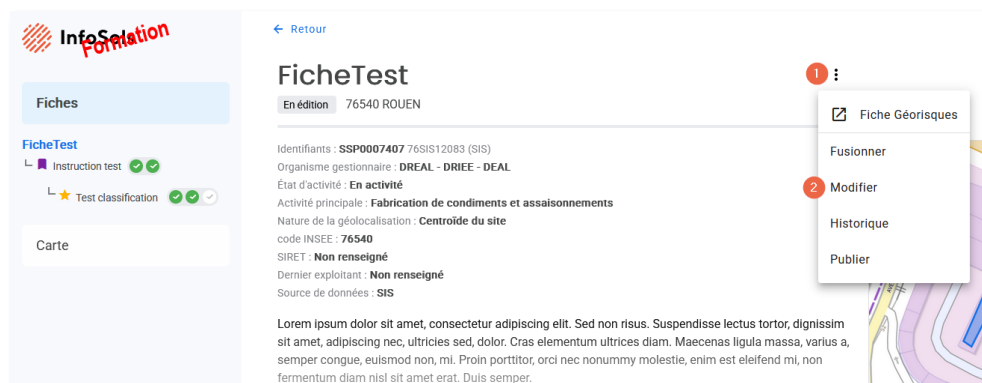 InfoSols
Formation
Fiches
FicheTest
Instruction test
Test classification
Carte
← Retour
FicheTest
En édition 76540 ROUEN
Identifiants : SSP0007407 76SIS12083 (SIS)
Organisme gestionnaire : DREAL - DRIEE - DEAL
État d'activité : En activité
Activité principale : Fabrication de condiments et assaisonnements
Nature de la géolocalisation : Centroïde du site
code INSEE : 76540
SIRET : Non renseigné
Dernier exploitant : Non renseigné
Source de données : SIS
Lorem ipsum dolor sit amet, consectetur adipiscing elit. Sed non risus. Suspendisse lectus tortor, dignissim
sit amet, adipiscing nec, ultricies sed, dolor. Cras elementum ultrices diam. Maecenas ligula massa, varius a,
semper congue, euismod non, mi. Proin porttitor, orci nec nonummy molestie, enim est eleifend mi, non
fermentum diam nisl sit amet erat. Duis semper.
1
Fiche Géorisques
Fusionner
2 Modifier
Historique
Publier